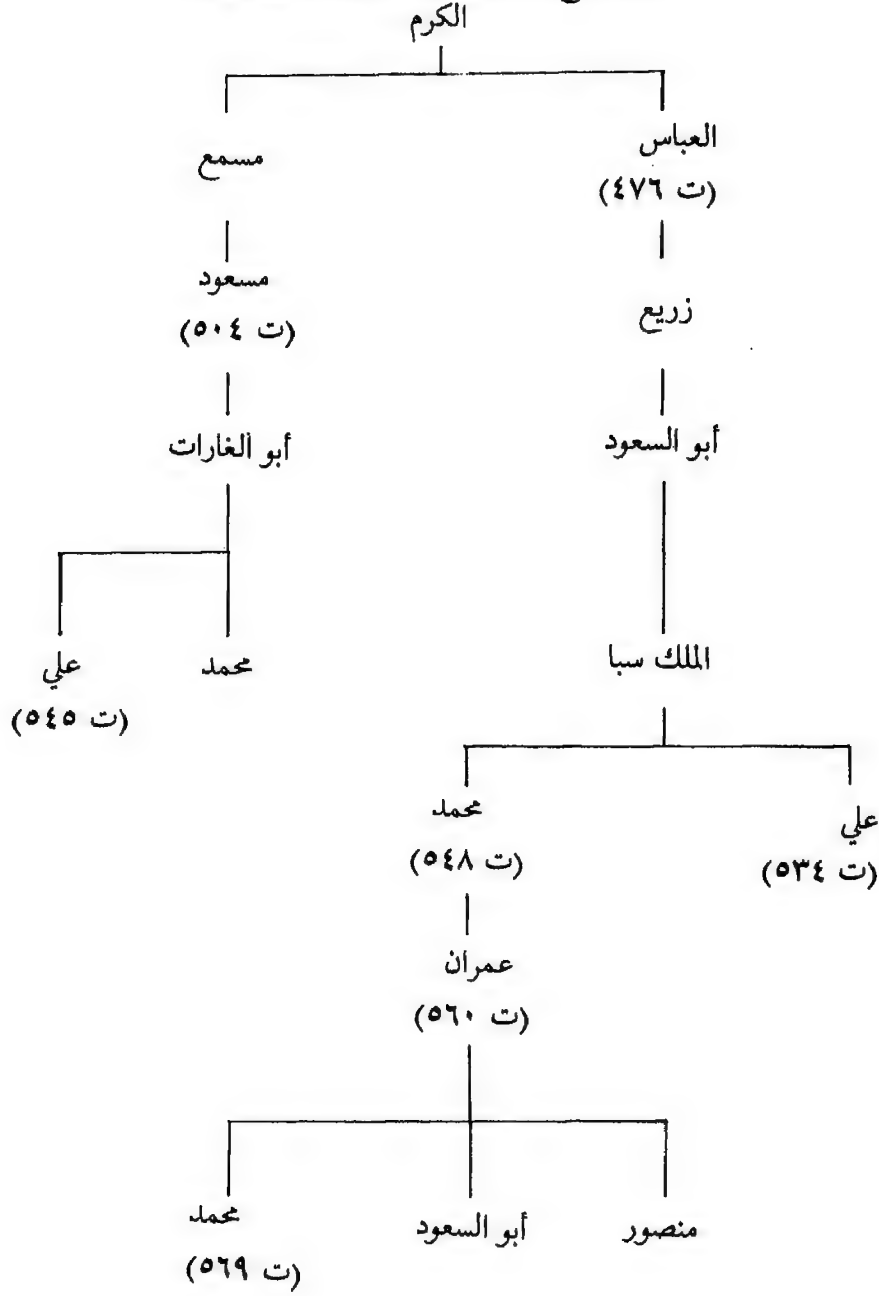 الكرم
العباس
(ت ٤٧٦)
مسمع
زريع
مسعود
(ت ٥٠٤)
أبو السعود
أبو الغارات
الملك سبا
محمد
علي
(ت ٥٤٥)
علي
(ت ٥٣٤)
محمد
(ت ٥٤٨)
عمران
(ت ٥٦٠)
منصور
أبو السعود
محمد
(ت ٥٦٩)